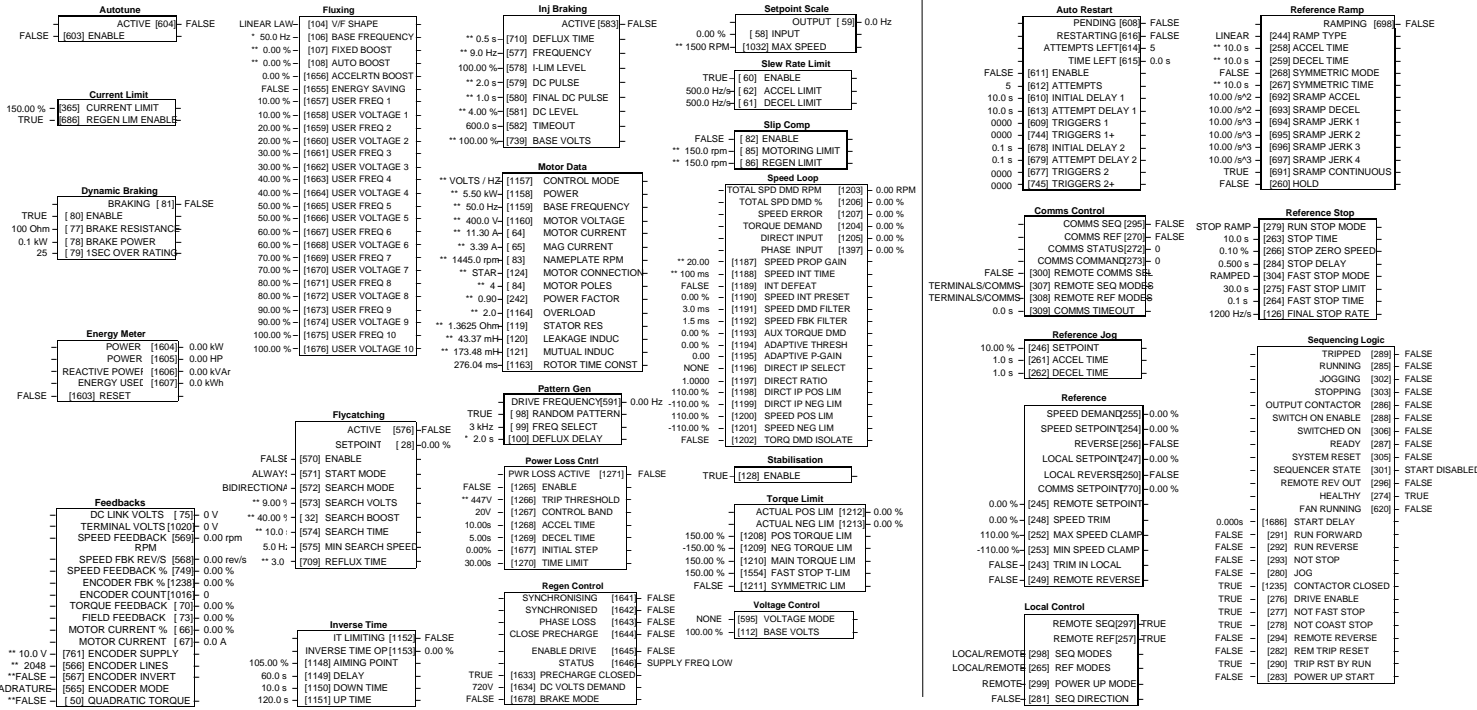 Autotune
ACTIVE [604] FALSE
FALSE [603] ENABLE
Current Limit
150.00 % [365] CURRENT LIMIT
TRUE [686] REGEN LIM ENABLE
Dynamic Braking
BRAKING [ 81] FALSE
TRUE [ 80] ENABLE
100 Ohm [ 77] BRAKE RESISTANCE
0.1 kW [ 78] BRAKE POWER
25 [ 79] 1SEC OVER RATING
Energy Meter
POWER [1604] 0.00 kW
POWER [1605] 0.00 HP
REACTIVE POWER [1606] 0.00 kVAr
ENERGY USED [1607] 0.0 kWh
FALSE [1603] RESET
Feedbacks
DC LINK VOLTS [ 75] 0 V
TERMINAL VOLTS [1020] 0 V
SPEED FEEDBACK [569] 0.00 rpm
RPM
SPEED FBK REV/S [568] 0.00 rev/s
SPEED FEEDBACK % [749] 0.00 %
ENCODER FBK % [1238] 0.00 %
ENCODER COUNT[1016] 0
TORQUE FEEDBACK [ 70] 0.00 %
FIELD FEEDBACK [ 73] 0.00 %
MOTOR CURRENT % [ 66] 0.00 %
MOTOR CURRENT [ 67] 0.0 A
** 10.0 V [761] ENCODER SUPPLY
** 2048 [566] ENCODER LINES
**FALSE [567] ENCODER INVERT
ADRATURE [565] ENCODER MODE
**FALSE [ 50] QUADRATIC TORQUE
Fluxing
LINEAR LAW [104] V/F SHAPE
* 50.0 Hz [106] BASE FREQUENCY
** 0.00 % [107] FIXED BOOST
** 0.00 % [108] AUTO BOOST
0.00 % [1656] ACCELRTN BOOST
FALSE [1655] ENERGY SAVING
10.00 % [1657] USER FREQ 1
10.00 % [1658] USER VOLTAGE 1
20.00 % [1659] USER FREQ 2
20.00 % [1660] USER VOLTAGE 2
30.00 % [1661] USER FREQ 3
30.00 % [1662] USER VOLTAGE 3
40.00 % [1663] USER FREQ 4
40.00 % [1664] USER VOLTAGE 4
50.00 % [1665] USER FREQ 5
50.00 % [1666] USER VOLTAGE 5
60.00 % [1667] USER FREQ 6
60.00 % [1668] USER VOLTAGE 6
70.00 % [1669] USER FREQ 7
70.00 % [1670] USER VOLTAGE 7
80.00 % [1671] USER FREQ 8
80.00 % [1672] USER VOLTAGE 8
90.00 % [1673] USER FREQ 9
90.00 % [1674] USER VOLTAGE 9
100.00 % [1675] USER FREQ 10
100.00 % [1676] USER VOLTAGE 10
Flycatching
ACTIVE [576] FALSE
SETPOINT [ 28] 0.00 %
FALSE [570] ENABLE
ALWAYS [571] START MODE
BIDIRECTIONA [572] SEARCH MODE
** 9.00 % [573] SEARCH VOLTS
** 40.00 % [ 32] SEARCH BOOST
** 10.0 [574] SEARCH TIME
5.0 Hz [575] MIN SEARCH SPEED
** 3.0 [709] REFLUX TIME
Inverse Time
IT LIMITING [1152] FALSE
INVERSE TIME OP[1153] 0.00 %
105.00 % [1148] AIMING POINT
60.0 s [1149] DELAY
10.0 s [1150] DOWN TIME
120.0 s [1151] UP TIME
Inj Braking
ACTIVE [583] FALSE
** 0.5 s [710] DEFLUX TIME
** 9.0 Hz [577] FREQUENCY
100.00 % [578] I-LIM LEVEL
** 2.0 s [579] DC PULSE
** 1.0 s [580] FINAL DC PULSE
** 4.00 % [581] DC LEVEL
600.0 s [582] TIMEOUT
** 100.00 % [739] BASE VOLTS
Motor Data
** VOLTS / HZ [1157] CONTROL MODE
** 5.50 kW [1158] POWER
** 50.0 Hz [1159] BASE FREQUENCY
** 400.0 V [1160] MOTOR VOLTAGE
** 11.30 A [ 64] MOTOR CURRENT
** 3.39 A [ 65] MAG CURRENT
** 1445.0 rpm [ 83] NAMEPLATE RPM
** STAR [124] MOTOR CONNECTION
** 4 [ 84] MOTOR POLES
** 0.90 [242] POWER FACTOR
** 2.0 [1164] OVERLOAD
** 1.3625 Ohm [119] STATOR RES
** 43.37 mH [120] LEAKAGE INDUC
** 173.48 mH [121] MUTUAL INDUC
276.04 ms [1163] ROTOR TIME CONST
Pattern Gen
DRIVE FREQUENCY[591] 0.00 Hz
TRUE [ 98] RANDOM PATTERN
3 kHz [ 99] FREQ SELECT
* 2.0 s [100] DEFLUX DELAY
Power Loss Cntrl
PWR LOSS ACTIVE [1271] FALSE
FALSE [1265] ENABLE
** 447V [1266] TRIP THRESHOLD
20V [1267] CONTROL BAND
10.00s [1268] ACCEL TIME
5.00s [1269] DECEL TIME
0.00% [1677] INITIAL STEP
30.00s [1270] TIME LIMIT
Regen Control
SYNCHRONISING [1641] FALSE
SYNCHRONISED [1642] FALSE
PHASE LOSS [1643] FALSE
CLOSE PRECHARGE [1644] FALSE
ENABLE DRIVE [1645] FALSE
STATUS [1646] SUPPLY FREQ LOW
TRUE [1633] PRECHARGE CLOSED
720V [1634] DC VOLTS DEMAND
FALSE [1678] BRAKE MODE
Setpoint Scale
OUTPUT [ 59] 0.0 Hz
0.00 % [ 58] INPUT
** 1500 RPM [1032] MAX SPEED
Slew Rate Limit
TRUE [ 60] ENABLE
500.0 Hz/s [ 62] ACCEL LIMIT
500.0 Hz/s [ 61] DECEL LIMIT
Slip Comp
FALSE [ 82] ENABLE
** 150.0 rpm [ 85] MOTORING LIMIT
** 150.0 rpm [ 86] REGEN LIMIT
Speed Loop
TOTAL SPD DMD RPM [1203] 0.00 RPM
TOTAL SPD DMD % [1206] 0.00 %
SPEED ERROR [1207] 0.00 %
TORQUE DEMAND [1204] 0.00 %
DIRECT INPUT [1205] 0.00 %
PHASE INPUT [1397] 0.00 %
** 20.00 [1187] SPEED PROP GAIN
** 100 ms [1188] SPEED INT TIME
FALSE [1189] INT DEFEAT
0.00 % [1190] SPEED INT PRESET
3.0 ms [1191] SPEED DMD FILTER
1.5 ms [1192] SPEED FBK FILTER
0.00 % [1193] AUX TORQUE DMD
0.00 % [1194] ADAPTIVE THRESH
0.00 [1195] ADAPTIVE P-GAIN
NONE [1196] DIRECT IP SELECT
1.0000 [1197] DIRECT RATIO
110.00 % [1198] DIRCT IP POS LIM
-110.00 % [1199] DIRCT IP NEG LIM
110.00 % [1200] SPEED POS LIM
-110.00 % [1201] SPEED NEG LIM
FALSE [1202] TORQ DMD ISOLATE
Stabilisation
TRUE [128] ENABLE
Torque Limit
ACTUAL POS LIM [1212] 0.00 %
ACTUAL NEG LIM [1213] 0.00 %
150.00 % [1208] POS TORQUE LIM
-150.00 % [1209] NEG TORQUE LIM
150.00 % [1210] MAIN TORQUE LIM
150.00 % [1554] FAST STOP T-LIM
FALSE [1211] SYMMETRIC LIM
Voltage Control
NONE [595] VOLTAGE MODE
100.00 % [112] BASE VOLTS
Auto Restart
PENDING [608] FALSE
RESTARTING [616] FALSE
ATTEMPTS LEFT[614] 5
TIME LEFT [615] 0.0 s
FALSE [611] ENABLE
5 [612] ATTEMPTS
10.0 s [610] INITIAL DELAY 1
10.0 s [613] ATTEMPT DELAY 1
0000 [609] TRIGGERS 1
0000 [744] TRIGGERS 1+
0.1 s [678] INITIAL DELAY 2
0.1 s [679] ATTEMPT DELAY 2
0000 [677] TRIGGERS 2
0000 [745] TRIGGERS 2+
Comms Control
COMMS SEQ [295] FALSE
COMMS REF [270] FALSE
COMMS STATUS[272] 0
COMMS COMMAND[273] 0
FALSE [300] REMOTE COMMS SEL
TERMINALS/COMMS [307] REMOTE SEQ MODES
TERMINALS/COMMS [308] REMOTE REF MODES
0.0 s [309] COMMS TIMEOUT
Reference Jog
10.00 % [246] SETPOINT
1.0 s [261] ACCEL TIME
1.0 s [262] DECEL TIME
Reference
SPEED DEMAND[255] 0.00 %
SPEED SETPOINT[254] 0.00 %
REVERSE[256] FALSE
LOCAL SETPOINT[247] 0.00 %
LOCAL REVERSE[250] FALSE
COMMS SETPOINT[770] 0.00 %
0.00 % [245] REMOTE SETPOINT
0.00 % [248] SPEED TRIM
110.00 % [252] MAX SPEED CLAMP
-110.00 % [253] MIN SPEED CLAMP
FALSE [243] TRIM IN LOCAL
FALSE [249] REMOTE REVERSE
Local Control
REMOTE SEQ[297] TRUE
REMOTE REF[257] TRUE
LOCAL/REMOTE [298] SEQ MODES
LOCAL/REMOTE [265] REF MODES
REMOTE [299] POWER UP MODE
FALSE [281] SEQ DIRECTION
Reference Ramp
RAMPING [698] FALSE
LINEAR [244] RAMP TYPE
** 10.0 s [258] ACCEL TIME
** 10.0 s [259] DECEL TIME
FALSE [268] SYMMETRIC MODE
** 10.0 s [267] SYMMETRIC TIME
10.00 /s^2 [692] SRAMP ACCEL
10.00 /s^2 [693] SRAMP DECEL
10.00 /s^3 [694] SRAMP JERK 1
10.00 /s^3 [695] SRAMP JERK 2
10.00 /s^3 [696] SRAMP JERK 3
10.00 /s^3 [697] SRAMP JERK 4
TRUE [691] SRAMP CONTINUOUS
FALSE [260] HOLD
Reference Stop
STOP RAMP [279] RUN STOP MODE
10.0 s [263] STOP TIME
0.10 % [266] STOP ZERO SPEED
0.500 s [284] STOP DELAY
RAMPED [304] FAST STOP MODE
30.0 s [275] FAST STOP LIMIT
0.1 s [264] FAST STOP TIME
1200 Hz/s [126] FINAL STOP RATE
Sequencing Logic
TRIPPED [289] FALSE
RUNNING [285] FALSE
JOGGING [302] FALSE
STOPPING [303] FALSE
OUTPUT CONTACTOR [286] FALSE
SWITCH ON ENABLE [288] FALSE
SWITCHED ON [306] FALSE
READY [287] FALSE
SYSTEM RESET [305] FALSE
SEQUENCER STATE [301] START DISABLED
REMOTE REV OUT [296] FALSE
HEALTHY [274] TRUE
FAN RUNNING [620] FALSE
0.000s [1686] START DELAY
FALSE [291] RUN FORWARD
FALSE [292] RUN REVERSE
FALSE [293] NOT STOP
FALSE [280] JOG
TRUE [1235] CONTACTOR CLOSED
TRUE [276] DRIVE ENABLE
TRUE [277] NOT FAST STOP
TRUE [278] NOT COAST STOP
FALSE [294] REMOTE REVERSE
FALSE [282] REM TRIP RESET
TRUE [290] TRIP RST BY RUN
FALSE [283] POWER UP START